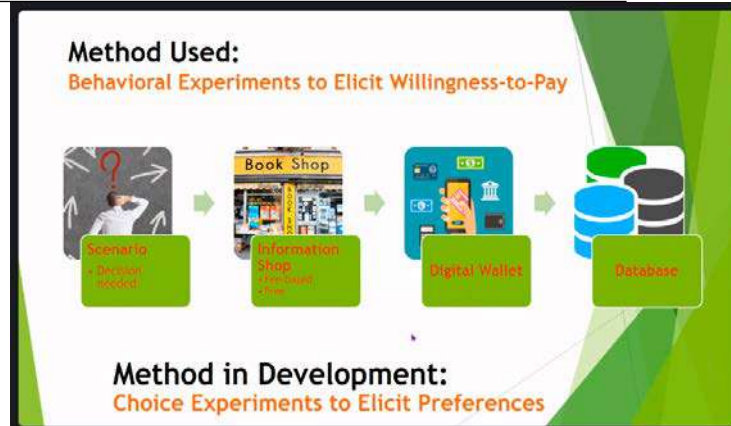 Method Used:
Behavioral Experiments to Elicit Willingness-to-Pay
?
Book Shop
Scenario
• Decision
needed
Information
Shop
• Fee-based
• Free
Digital Wallet
Database
Method in Development:
Choice Experiments to Elicit Preferences